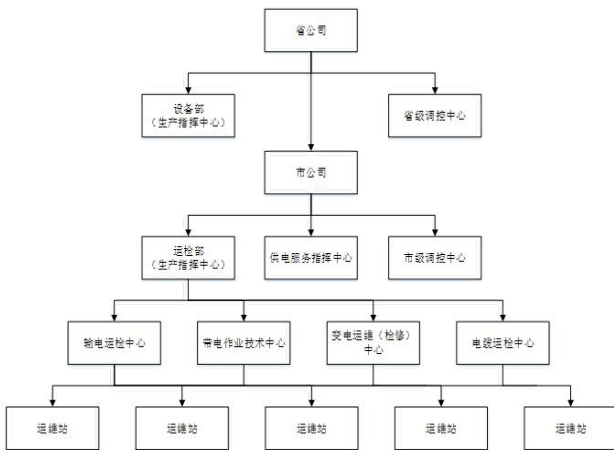 省公司
设备部
（生产指挥中心）
省级调控中心
市公司
运检部
（生产指挥中心）
供电服务指挥中心
市级调控中心
输电运检中心
带电作业技术中心
变电运维（检修）
中心
电缆运检中心
运维站
运维站
运维站
运维站
运维站